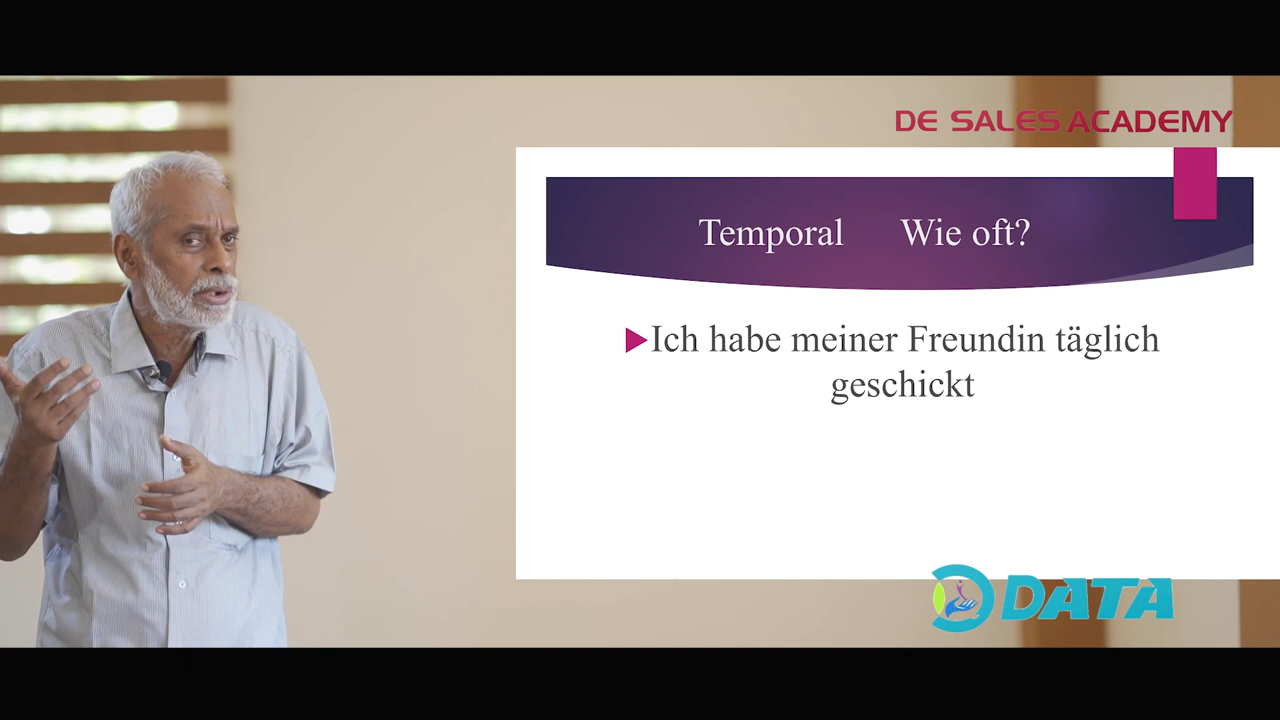 DE SALES ACADEMY
Temporal Wie oft?
Ich habe meiner Freundin täglich
geschickt
DATA